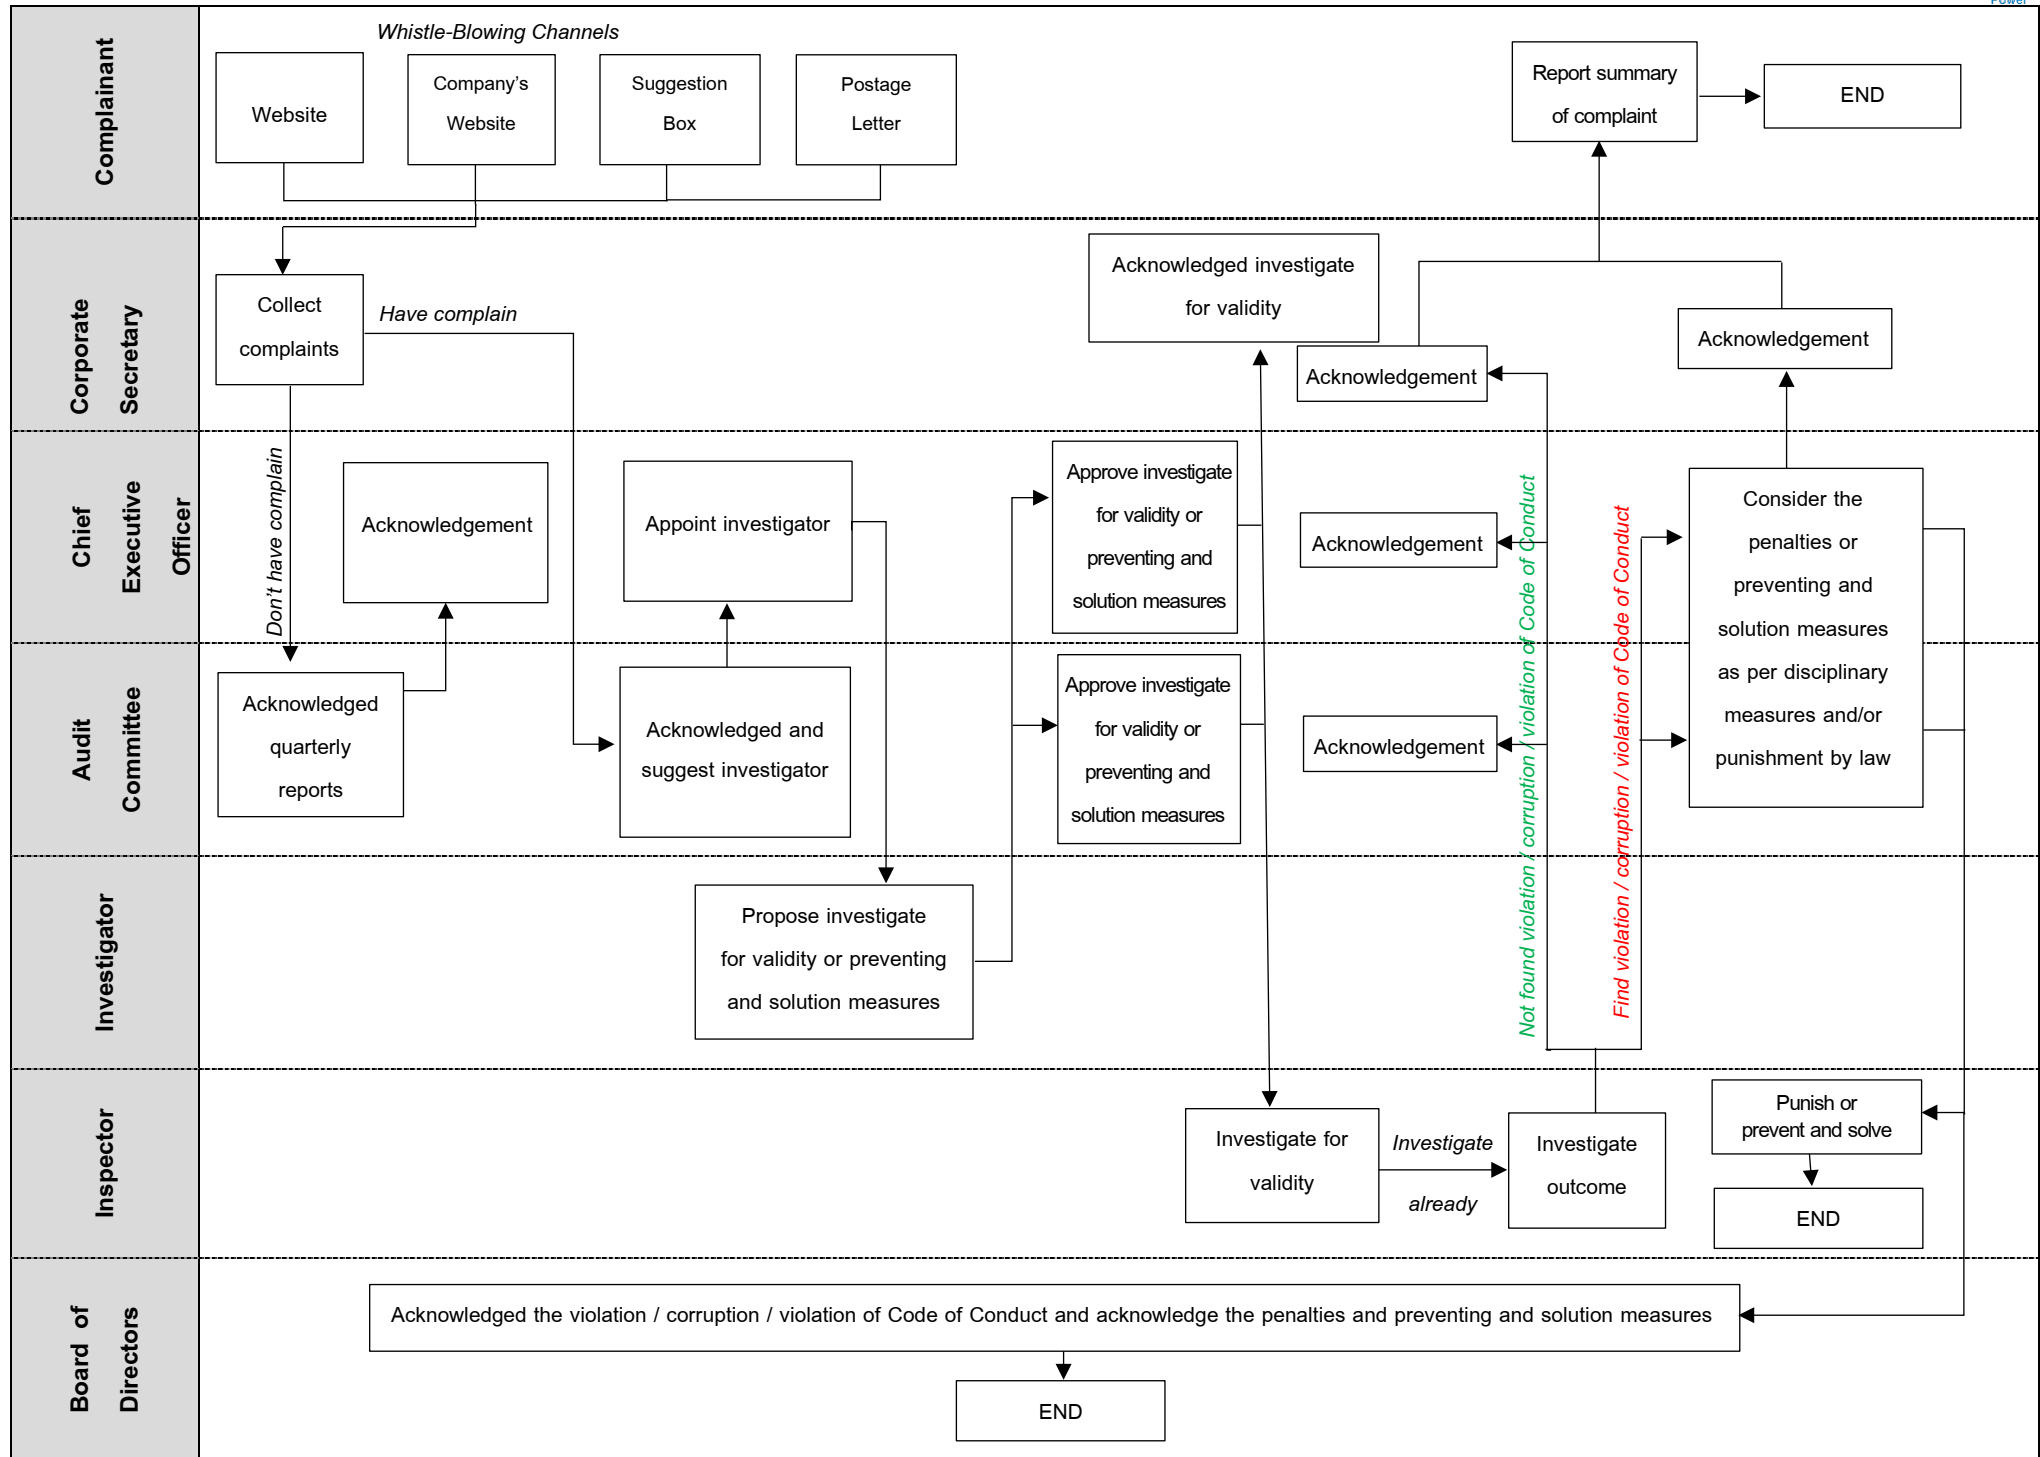 Power
Complainant
Whistle-Blowing Channels
Website
Company's
Website
Suggestion
Box
Postage
Letter
Report summary
of complaint
END
Corporate
Secretary
Collect
complaints
Have complain
Don't have complain
Acknowledged investigate
for validity
Acknowledgement
Acknowledgement
Chief
Executive
Officer
Acknowledgement
Appoint investigator
Approve investigate
for validity or
preventing and
solution measures
Acknowledgement
Not found violation / corruption / violation of Code of Conduct
Find violation / corruption / violation of Code of Conduct
Consider the
penalties or
preventing and
solution measures
as per disciplinary
measures and/or
punishment by law
Audit
Committee
Acknowledged
quarterly
reports
Acknowledged and
suggest investigator
Approve investigate
for validity or
preventing and
solution measures
Acknowledgement
Investigator
Propose investigate
for validity or preventing
and solution measures
Inspector
Investigate for
validity
Investigate
already
Investigate
outcome
Punish or
prevent and solve
END
Board of
Directors
Acknowledged the violation / corruption / violation of Code of Conduct and acknowledge the penalties and preventing and solution measures
END